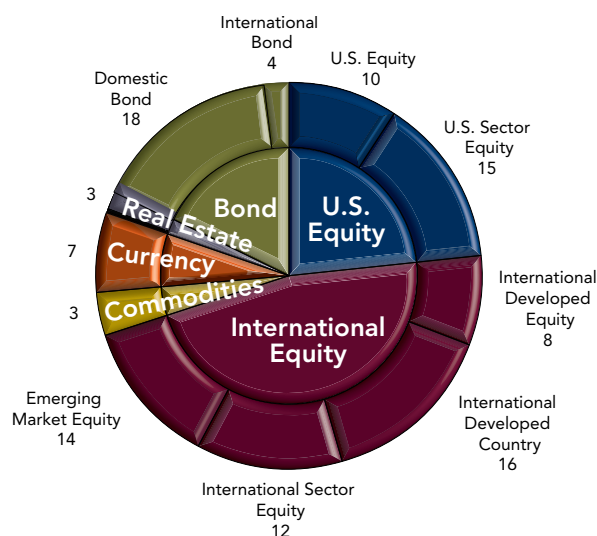 International
Bond
4
U.S. Equity
10
U.S. Sector
Equity
15
International
Developed
Equity
8
International
Developed
Country
16
International Sector
Equity
12
Emerging
Market Equity
14
3
7
3
Domestic
Bond
18
Bond
U.S.
Equity
Real Estate
Currency
Commodities
International
Equity